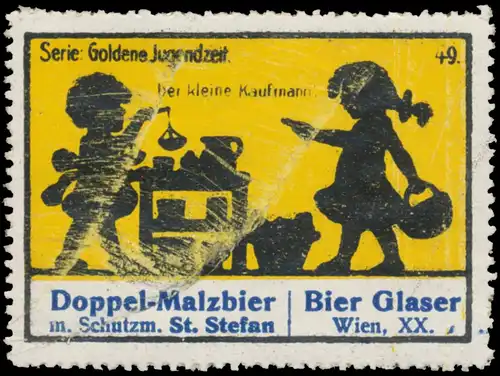 Serie: Goldene Jugendzeit. 49.
Der kleine Kaufmann.
Doppel-Malzbier
m. Schutzm. St. Stefan
Bier Glaser
Wien, XX.